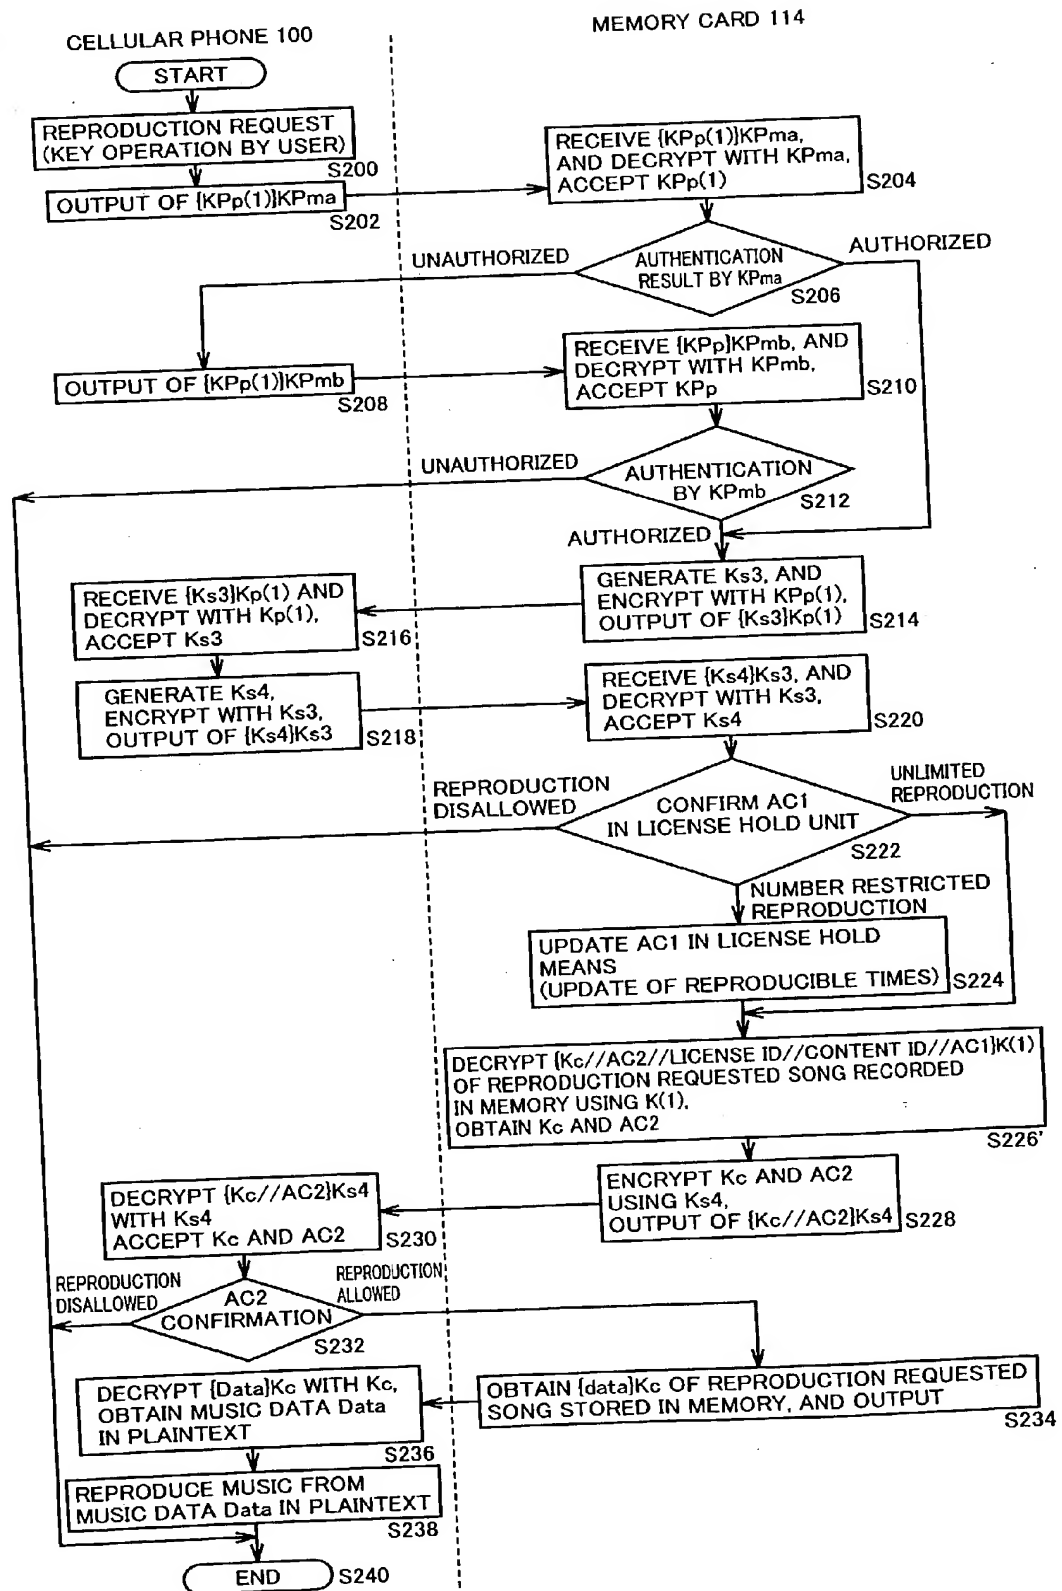 CELLULAR PHONE 100
MEMORY CARD 114
START
REPRODUCTION REQUEST
(KEY OPERATION BY USER)
S200
OUTPUT OF {KPp(1)}KPma
S202
RECEIVE {KPp(1)}KPma,
AND DECRYPT WITH KPma,
ACCEPT KPp(1)
S204
UNAUTHORIZED
AUTHENTICATION
RESULT BY KPma
AUTHORIZED
S206
OUTPUT OF {KPp(1)}KPmb
S208
RECEIVE {KPp}KPmb, AND
DECRYPT WITH KPmb,
ACCEPT KPp
S210
UNAUTHORIZED
AUTHENTICATION
BY KPmb
S212
AUTHORIZED
GENERATE Ks3, AND
ENCRYPT WITH KPp(1),
OUTPUT OF {Ks3}Kp(1)
S214
RECEIVE {Ks3}Kp(1) AND
DECRYPT WITH Kp(1),
ACCEPT Ks3
S216
GENERATE Ks4,
ENCRYPT WITH Ks3,
OUTPUT OF {Ks4}Ks3
S218
RECEIVE {Ks4}Ks3, AND
DECRYPT WITH Ks3,
ACCEPT Ks4
S220
REPRODUCTION
DISALLOWED
CONFIRM AC1
IN LICENSE HOLD UNIT
UNLIMITED
REPRODUCTION
S222
NUMBER RESTRICTED
REPRODUCTION
UPDATE AC1 IN LICENSE HOLD
MEANS
(UPDATE OF REPRODUCIBLE TIMES)
S224
DECRYPT {Kc//AC2//LICENSE ID//CONTENT ID//AC1}K(1)
OF REPRODUCTION REQUESTED SONG RECORDED
IN MEMORY USING K(1),
OBTAIN Kc AND AC2
S226'
ENCRYPT Kc AND AC2
USING Ks4,
OUTPUT OF {Kc//AC2}Ks4
S228
DECRYPT {Kc//AC2}Ks4
WITH Ks4
ACCEPT Kc AND AC2
S230
REPRODUCTION
DISALLOWED
AC2
CONFIRMATION
REPRODUCTION
ALLOWED
S232
OBTAIN {data}Kc OF REPRODUCTION REQUESTED
SONG STORED IN MEMORY, AND OUTPUT
S234
DECRYPT {Data}Kc WITH Kc,
OBTAIN MUSIC DATA Data
IN PLAINTEXT
S236
REPRODUCE MUSIC FROM
MUSIC DATA Data IN PLAINTEXT
S238
END
S240